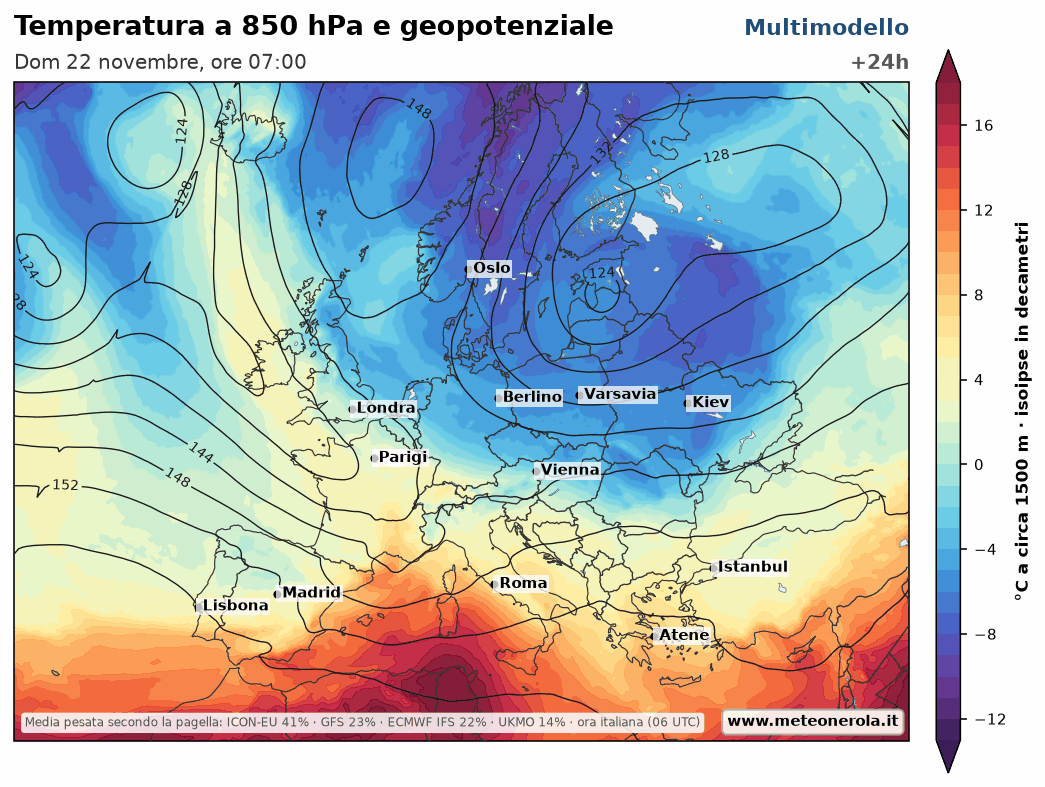 Temperatura a 850 hPa e geopotenziale
Multimodello
Dom 22 novembre, ore 07:00
+24h
148
124
132
128
128
124
124
28
Oslo
Berlino
Varsavia
Kiev
Londra
Parigi
Vienna
144
148
152
Istanbul
Roma
Madrid
Lisbona
Atene
16
12
8
4
0
−4
−8
−12
°C a circa 1500 m · isoipse in decametri
Media pesata secondo la pagella: ICON-EU 41% · GFS 23% · ECMWF IFS 22% · UKMO 14% · ora italiana (06 UTC)
www.meteonerola.it